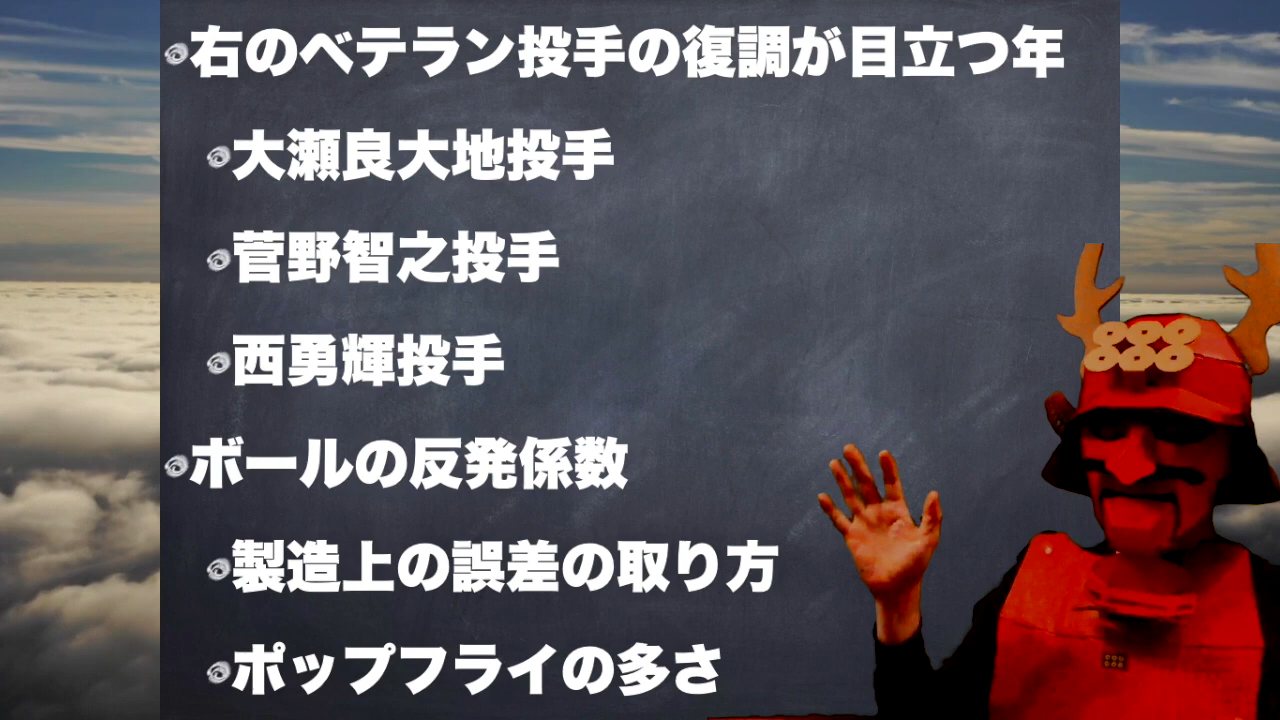 右のベテラン投手の復調が目立つ年
大瀬良大地投手
菅野智之投手
西勇輝投手
ボールの反発係数
製造上の誤差の取り方
ポップフライの多さ